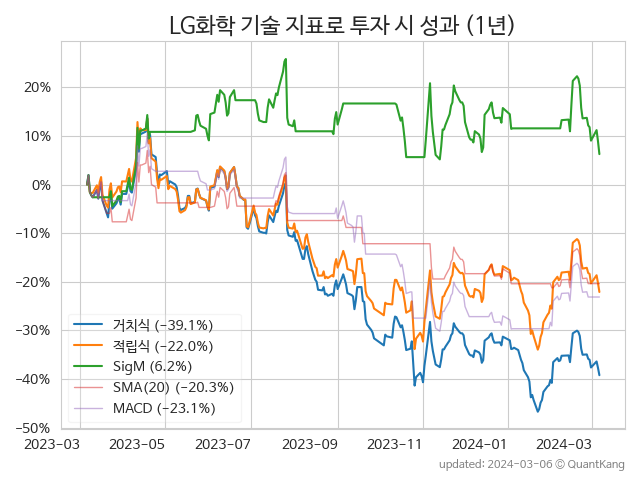 LG화학 기술 지표로 투자 시 성과 (1년)
20%
10%
0%
−10%
−20%
−30%
−40%
−50%
거치식 (−39.1%)
적립식 (−22.0%)
SigM (6.2%)
SMA(20) (−20.3%)
MACD (−23.1%)
2023−03 2023−05 2023−07 2023−09 2023−11 2024−01 2024−03
updated: 2024−03−06 ⓒ QuantKang